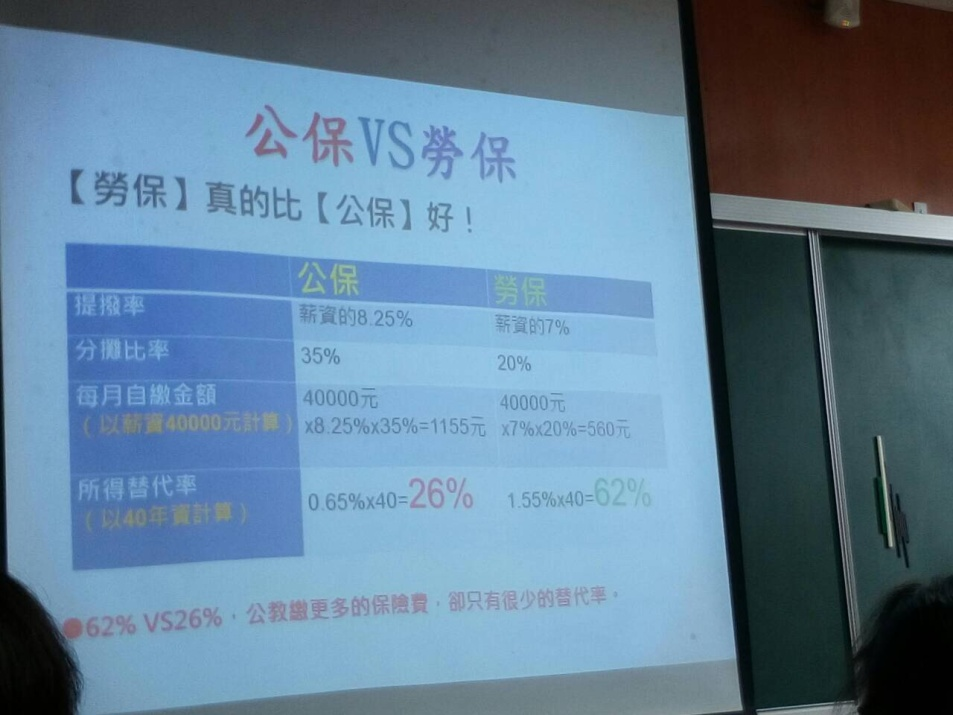 公保VS勞保
【勞保】真的比【公保】好！
公保 勞保
提撥率 薪資的8.25% 薪資的7%
分攤比率 35% 20%
每月自繳金額 40000元 40000元
（以薪資40000元計算） x8.25%x35%=1155元 x7%x20%=560元
所得替代率 0.65%x40=26% 1.55%x40=62%
（以40年資計算）
●62% VS26%，公教繳更多的保險費，卻只有很少的替代率。